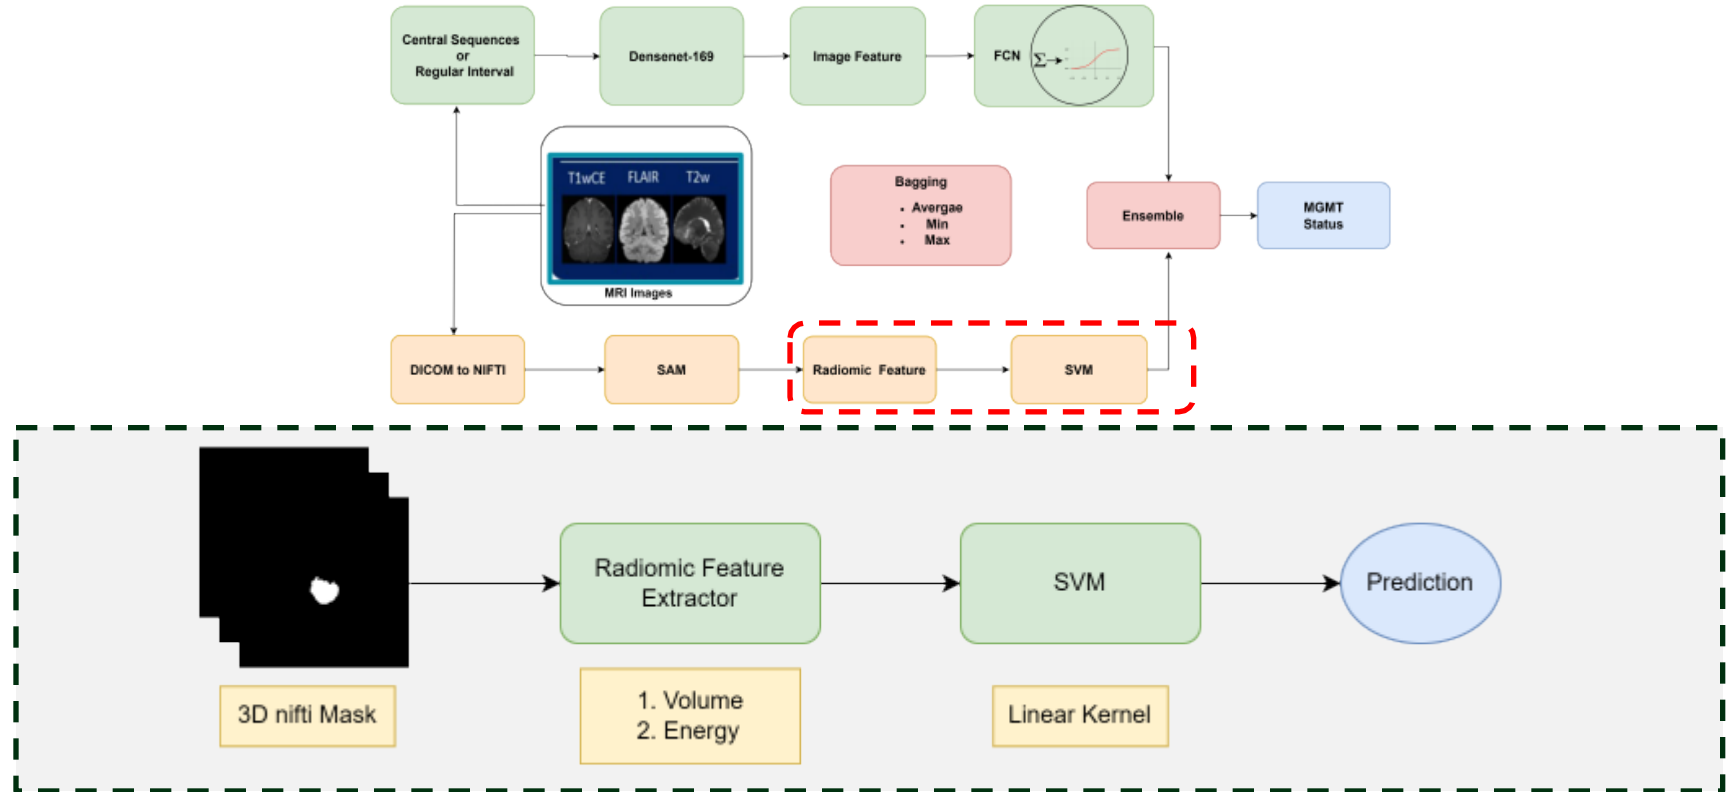 Central Sequences
or
Regular Interval
Densenet-169
Image Feature
FCN
Σ
T1wCE
FLAIR
T2w
MRI Images
Bagging
• Avergae
• Min
• Max
Ensemble
MGMT
Status
DICOM to NIFTI
SAM
Radiomic Feature
SVM
Radiomic Feature
Extractor
SVM
Prediction
3D nifti Mask
1. Volume
2. Energy
Linear Kernel